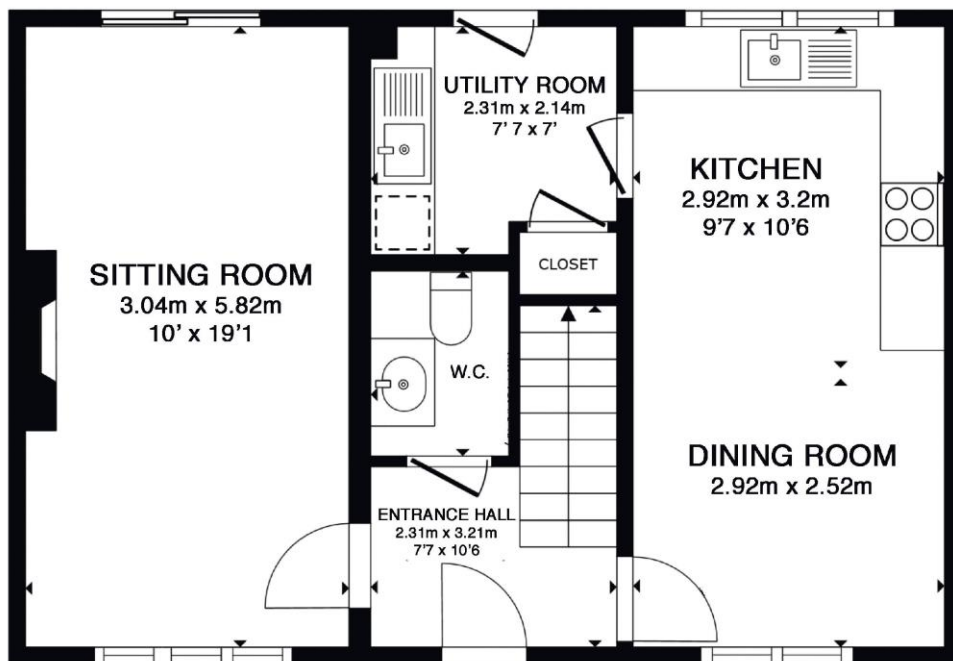 UTILITY ROOM
2.31m x 2.14m
7' 7 x 7'
KITCHEN
2.92m x 3.2m
9'7 x 10'6
CLOSET
SITTING ROOM
3.04m x 5.82m
10' x 19'1
W.C.
DINING ROOM
2.92m x 2.52m
ENTRANCE HALL
2.31m x 3.21m
7'7 x 10'6